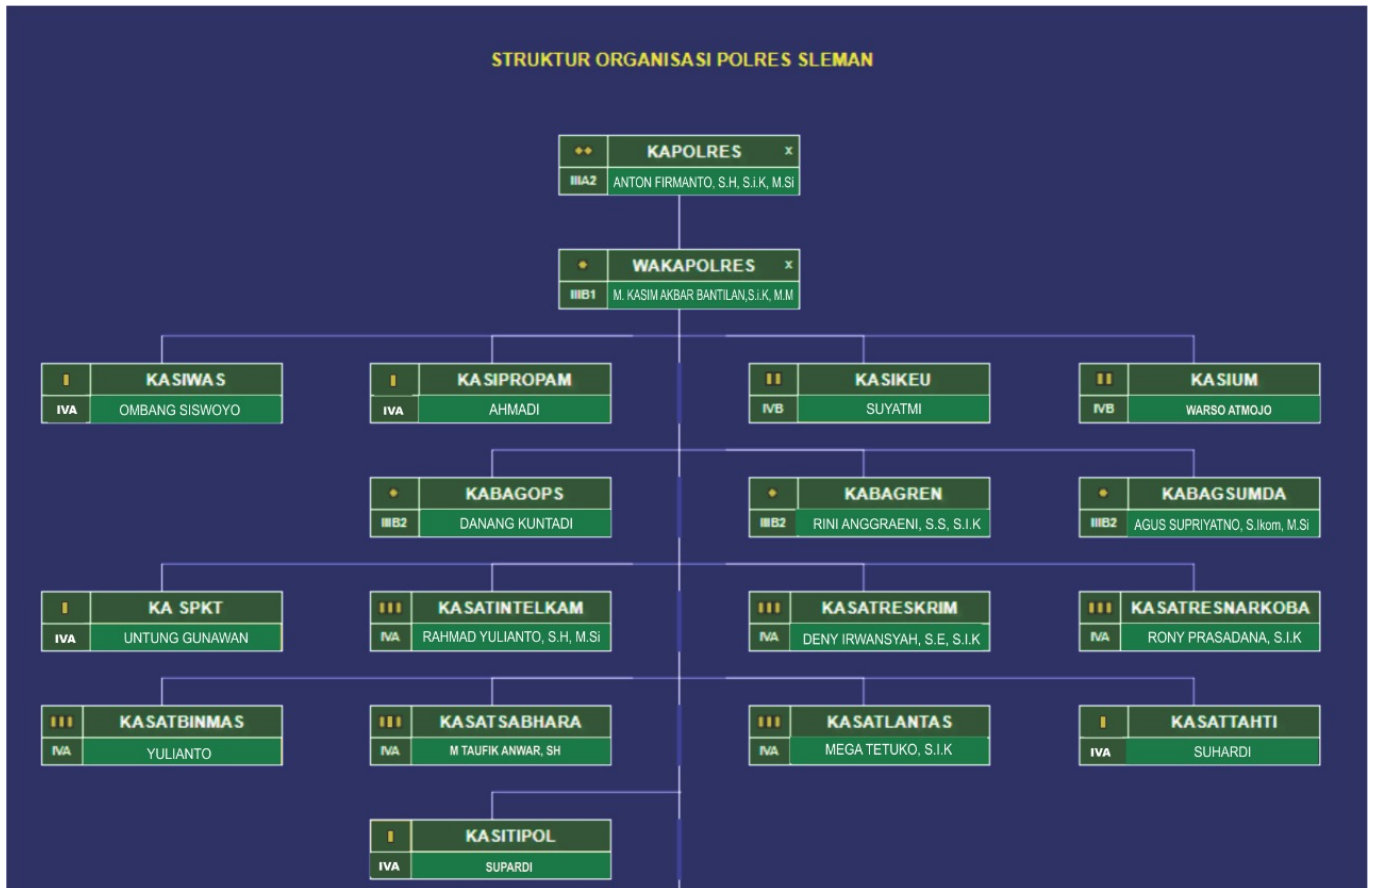 STRUKTUR ORGANISASI POLRES SLEMAN
KAPOLRES x
IIIA2 ANTON FIRMANTO, S.H, S.i.K, M.Si
WAKAPOLRES x
IIIB1 M. KASIM AKBAR BANTILAN,S.i.K, M.M
KASIWAS
IVA OMBANG SISWOYO
KASIPROPAM
IVA AHMADI
KASIKEU
IVB SUYATMI
KASIUM
IVB WARSO ATMOJO
KABAGOPS
IIIB2 DANANG KUNTADI
KABAGREN
IIIB2 RINI ANGGRAENI, S.S, S.I.K
KABAGSUMDA
IIIB2 AGUS SUPRIYATNO, S.Ikom, M.Si
KA SPKT
IVA UNTUNG GUNAWAN
KASATINTELKAM
IVA RAHMAD YULIANTO, S.H, M.Si
KASATRESKRIM
IVA DENY IRWANSYAH, S.E, S.I.K
KASATRESNARKOBA
IVA RONY PRASADANA, S.I.K
KASATBINMAS
IVA YULIANTO
KASATSABHARA
IVA M TAUFIK ANWAR, SH
KASATLANTAS
IVA MEGA TETUKO, S.I.K
KASATTAHTI
IVA SUHARDI
KASITIPOL
IVA SUPARDI